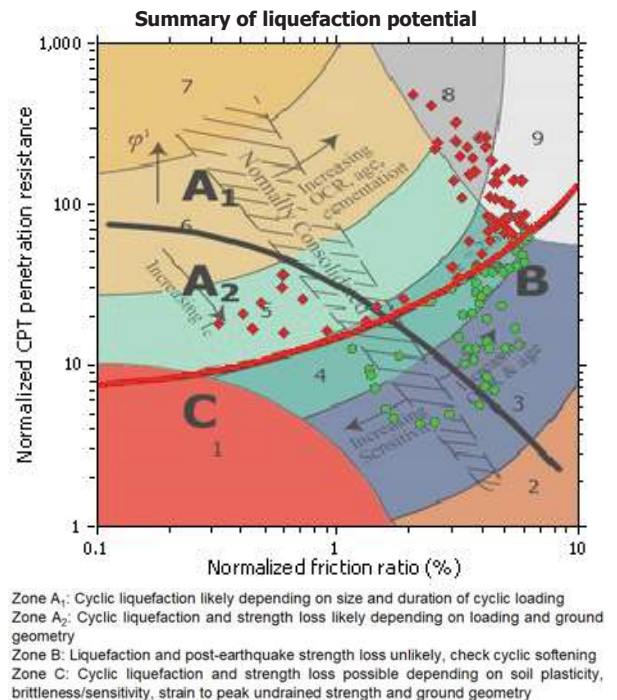 Summary of liquefaction potential
1,000
7
8
9
φ'
Increasing
OCR, age,
cementation
Normally Consolidated
A1
100
6
A2
B
Increasing Ic
5
10
4
& age
C
3
Increasing
Sensitivity
1
2
1
0.1
1
10
Normalized CPT penetration resistance
Normalized friction ratio (%)
Zone A1: Cyclic liquefaction likely depending on size and duration of cyclic loading
Zone A2: Cyclic liquefaction and strength loss likely depending on loading and ground
geometry
Zone B: Liquefaction and post-earthquake strength loss unlikely, check cyclic softening
Zone C: Cyclic liquefaction and strength loss possible depending on soil plasticity,
brittleness/sensitivity, strain to peak undrained strength and ground geometry